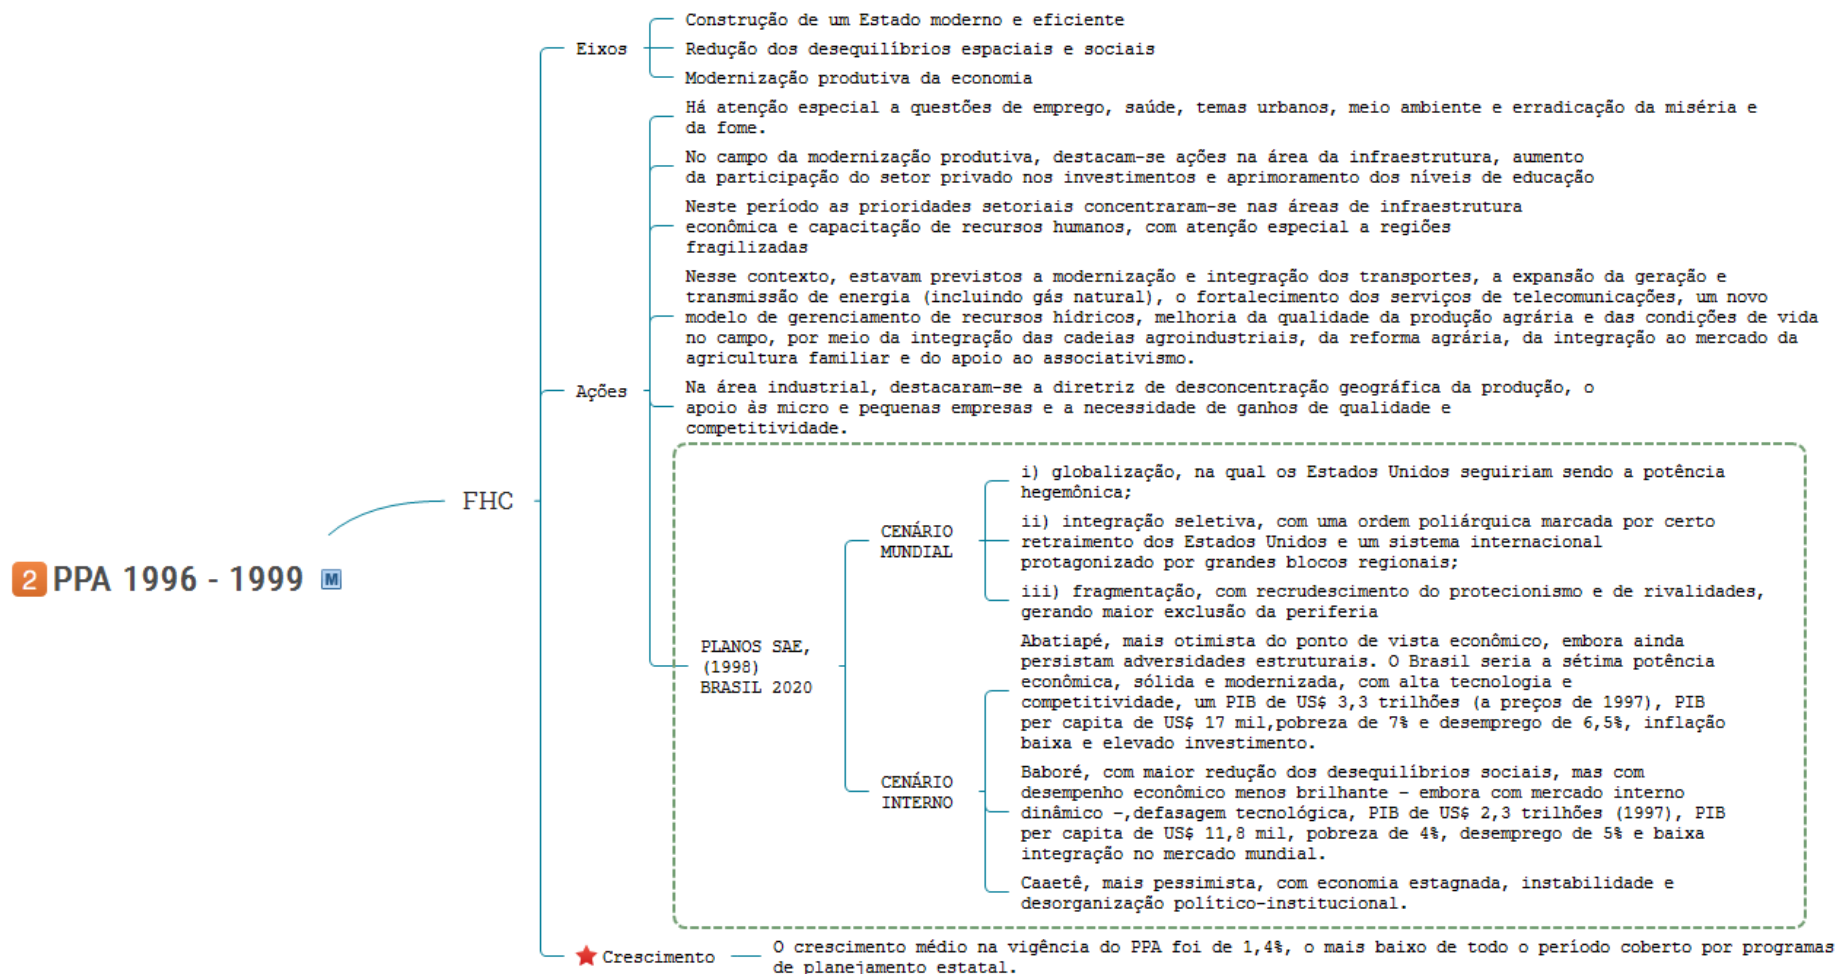 2 PPA 1996 - 1999 M
FHC
Eixos
Construção de um Estado moderno e eficiente
Redução dos desequilíbrios espaciais e sociais
Modernização produtiva da economia
Ações
Há atenção especial a questões de emprego, saúde, temas urbanos, meio ambiente e erradicação da miséria e
da fome.
No campo da modernização produtiva, destacam-se ações na área da infraestrutura, aumento
da participação do setor privado nos investimentos e aprimoramento dos níveis de educação
Neste período as prioridades setoriais concentraram-se nas áreas de infraestrutura
econômica e capacitação de recursos humanos, com atenção especial a regiões
fragilizadas
Nesse contexto, estavam previstos a modernização e integração dos transportes, a expansão da geração e
transmissão de energia (incluindo gás natural), o fortalecimento dos serviços de telecomunicações, um novo
modelo de gerenciamento de recursos hídricos, melhoria da qualidade da produção agrária e das condições de vida
no campo, por meio da integração das cadeias agroindustriais, da reforma agrária, da integração ao mercado da
agricultura familiar e do apoio ao associativismo.
Na área industrial, destacaram-se a diretriz de desconcentração geográfica da produção, o
apoio às micro e pequenas empresas e a necessidade de ganhos de qualidade e
competitividade.
PLANOS SAE,
(1998)
BRASIL 2020
CENÁRIO
MUNDIAL
i) globalização, na qual os Estados Unidos seguiriam sendo a potência
hegemônica;
ii) integração seletiva, com uma ordem poliárquica marcada por certo
retraimento dos Estados Unidos e um sistema internacional
protagonizado por grandes blocos regionais;
iii) fragmentação, com recrudescimento do protecionismo e de rivalidades,
gerando maior exclusão da periferia
CENÁRIO
INTERNO
Abatiapé, mais otimista do ponto de vista econômico, embora ainda
persistam adversidades estruturais. O Brasil seria a sétima potência
econômica, sólida e modernizada, com alta tecnologia e
competitividade, um PIB de US$ 3,3 trilhões (a preços de 1997), PIB
per capita de US$ 17 mil,pobreza de 7% e desemprego de 6,5%, inflação
baixa e elevado investimento.
Baboré, com maior redução dos desequilíbrios sociais, mas com
desempenho econômico menos brilhante – embora com mercado interno
dinâmico –,defasagem tecnológica, PIB de US$ 2,3 trilhões (1997), PIB
per capita de US$ 11,8 mil, pobreza de 4%, desemprego de 5% e baixa
integração no mercado mundial.
Caaetê, mais pessimista, com economia estagnada, instabilidade e
desorganização político-institucional.
Crescimento
O crescimento médio na vigência do PPA foi de 1,4%, o mais baixo de todo o período coberto por programas
de planejamento estatal.